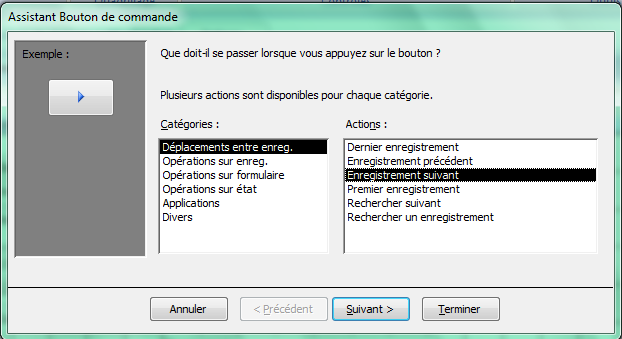 Assistant Bouton de commande
Exemple :
Que doit-il se passer lorsque vous appuyez sur le bouton ?
Plusieurs actions sont disponibles pour chaque catégorie.
Catégories :
Déplacements entre enreg.
Opérations sur enreg.
Opérations sur formulaire
Opérations sur état
Applications
Divers
Actions :
Dernier enregistrement
Enregistrement précédent
Enregistrement suivant
Premier enregistrement
Rechercher suivant
Rechercher un enregistrement
Annuler
< Précédent
Suivant >
Terminer